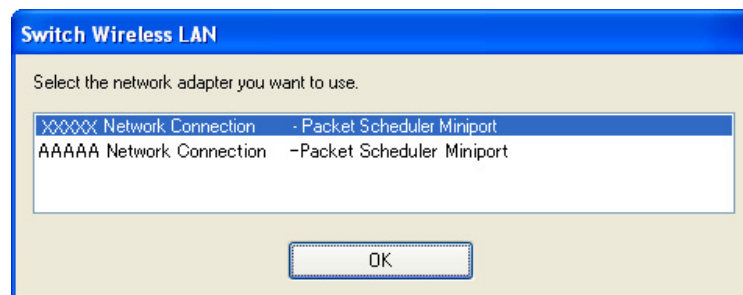 Switch Wireless LAN
Select the network adapter you want to use.
XXXXX Network Connection - Packet Scheduler Miniport
AAAAA Network Connection -Packet Scheduler Miniport
OK